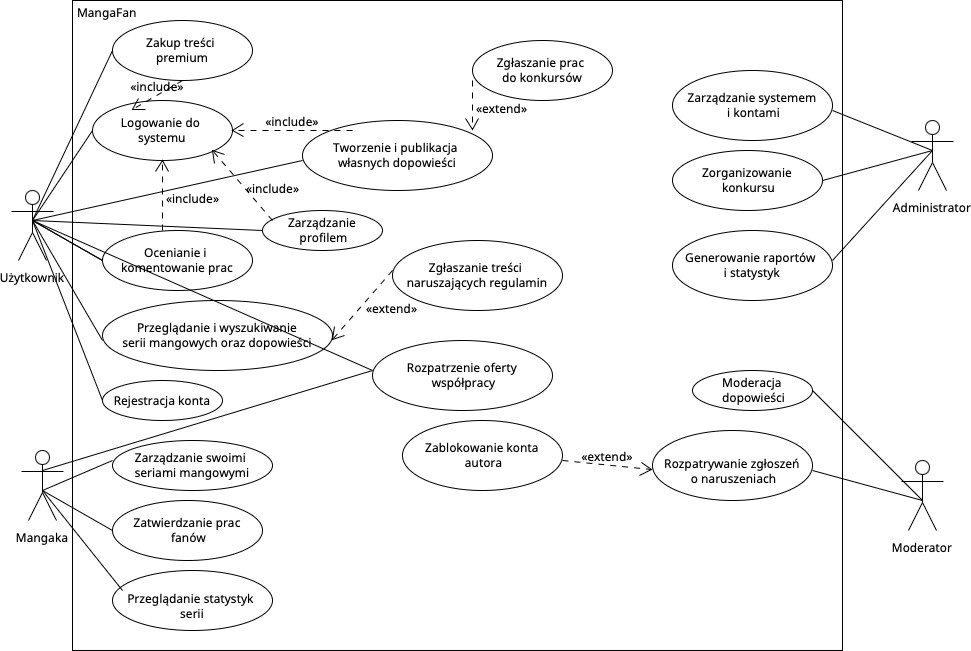 MangaFan
Zakup treści
premium
«include»
Logowanie do
systemu
«include»
Zgłaszanie prac
do konkursów
«extend»
Tworzenie i publikacja
własnych dopowieści
«include»
«include»
Zarządzanie
profilem
Użytkownik
Ocenianie i
komentowanie prac
Zgłaszanie treści
naruszających regulamin
«extend»
Przeglądanie i wyszukiwanie
serii mangowych oraz dopowieści
Rozpatrzenie oferty
współpracy
Rejestracja konta
Zarządzanie systemem
i kontami
Zorganizowanie
konkursu
Administrator
Generowanie raportów
i statystyk
Moderacja
dopowieści
Zablokowanie konta
autora
«extend»
Rozpatrywanie zgłoszeń
o naruszeniach
Moderator
Zarządzanie swoimi
seriami mangowymi
Mangaka
Zatwierdzanie prac
fanów
Przeglądanie statystyk
serii